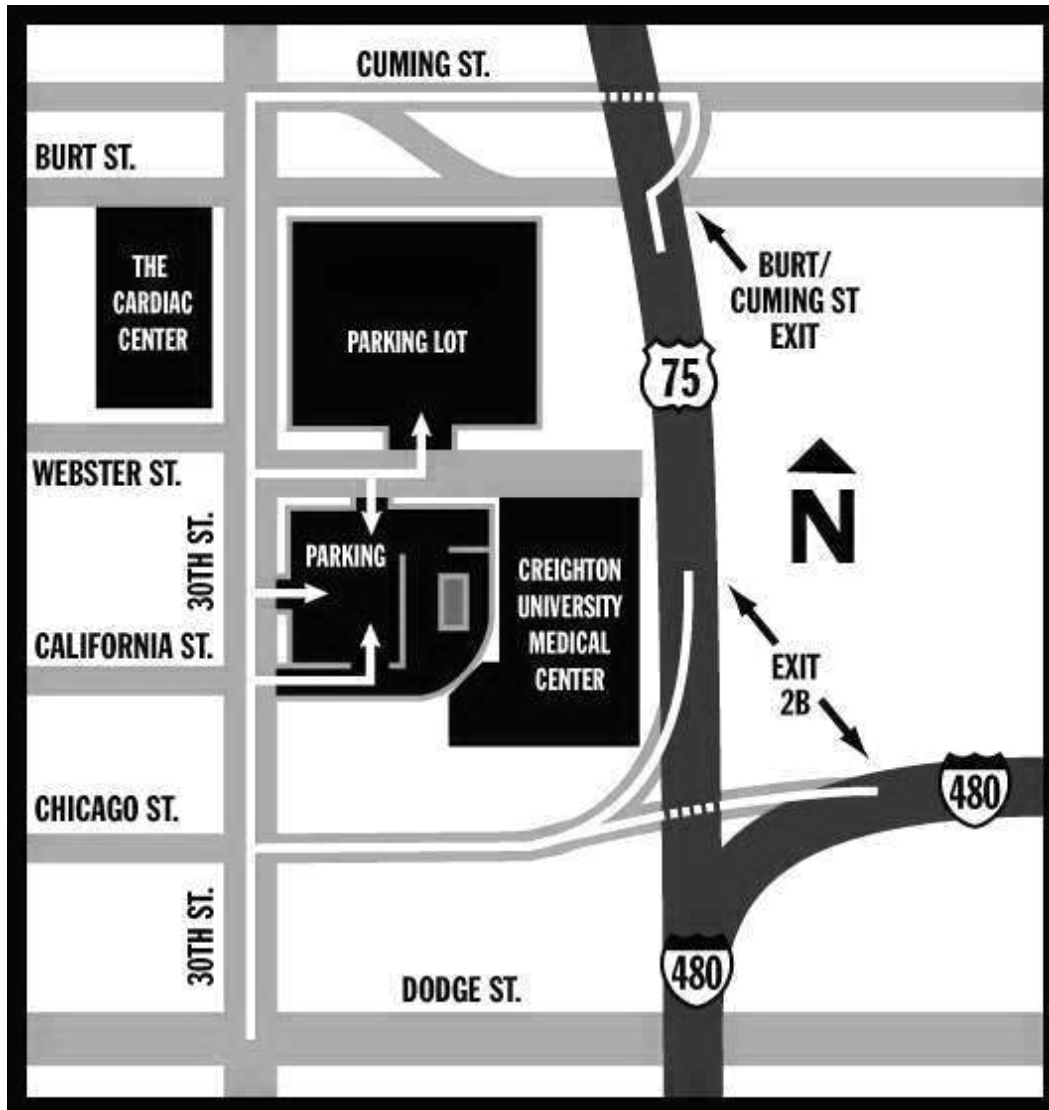 CUMING ST.
BURT ST.
THE
CARDIAC
CENTER
PARKING LOT
BURT/
CUMING ST
EXIT
75
WEBSTER ST.
N
30TH ST.
PARKING
CREIGHTON
UNIVERSITY
MEDICAL
CENTER
CALIFORNIA ST.
EXIT
2B
480
CHICAGO ST.
30TH ST.
480
DODGE ST.